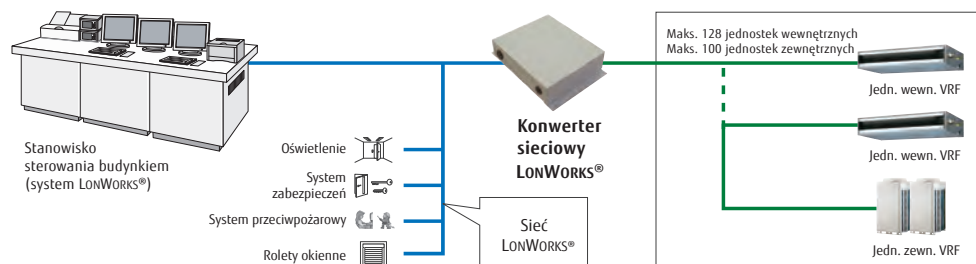 Maks. 128 jednostek wewnętrznych
Maks. 100 jednostek zewnętrznych
Jedn. wewn. VRF
Konwerter
sieciowy
LONWORKS®
Stanowisko
sterowania budynkiem
(system LONWORKS®)
Oświetlenie
Jedn. wewn. VRF
System
zabezpieczeń
System przeciwpożarowy
Sieć
LONWORKS®
Rolety okienne
Jedn. zewn. VRF